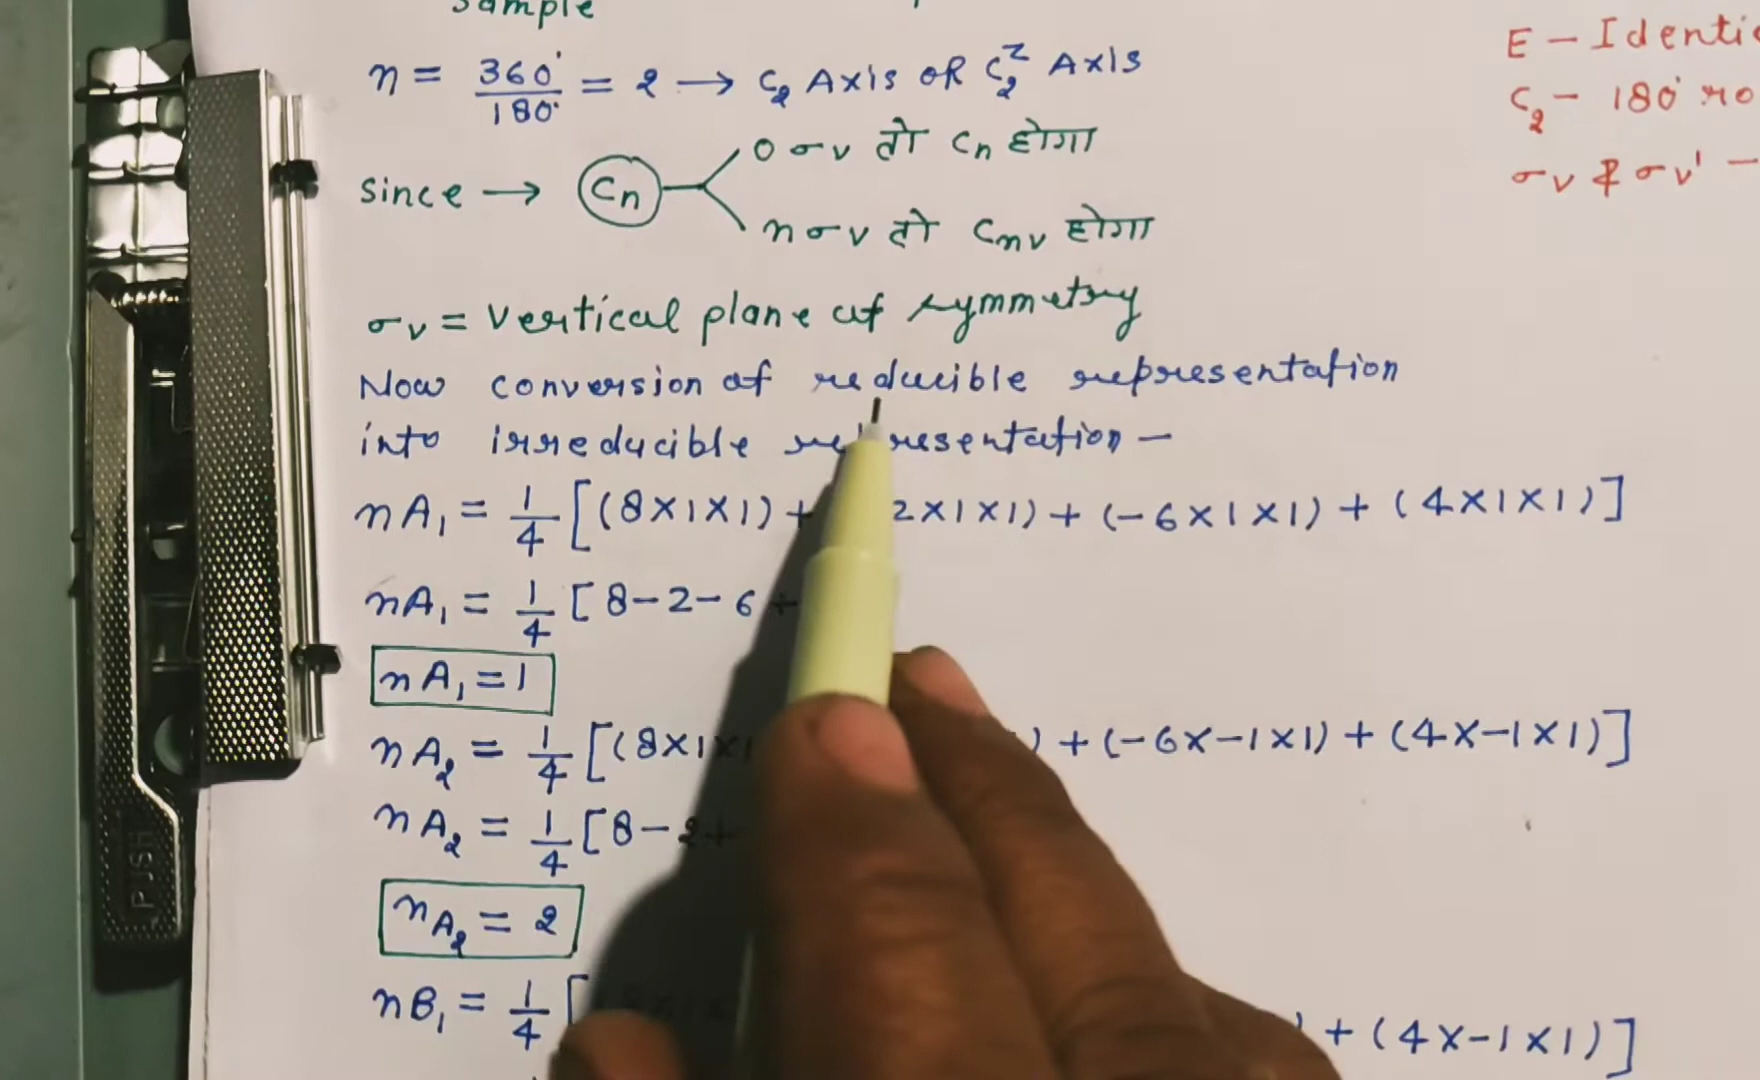 Sample
n = 360°/180° = 2 → C₂ Axis OR C₂ᶻ Axis
E – Identi
C₂ – 180° ro
since → Cn
0 σv तो Cn होगा
n σv तो Cnv होगा
σv & σv' –
σv = vertical plane of symmetry
Now conversion of reducible representation
into irreducible representation –
nA₁ = 1/4 [(8×1×1) + 2×1×1) + (-6×1×1) + (4×1×1)]
nA₁ = 1/4 [8-2-6+
nA₁ = 1
nA₂ = 1/4 [(8×1×1 ) + (-6×-1×1) + (4×-1×1)]
nA₂ = 1/4 [8-2+
nA₂ = 2
nB₁ = 1/4 [ ) + (4×-1×1)]